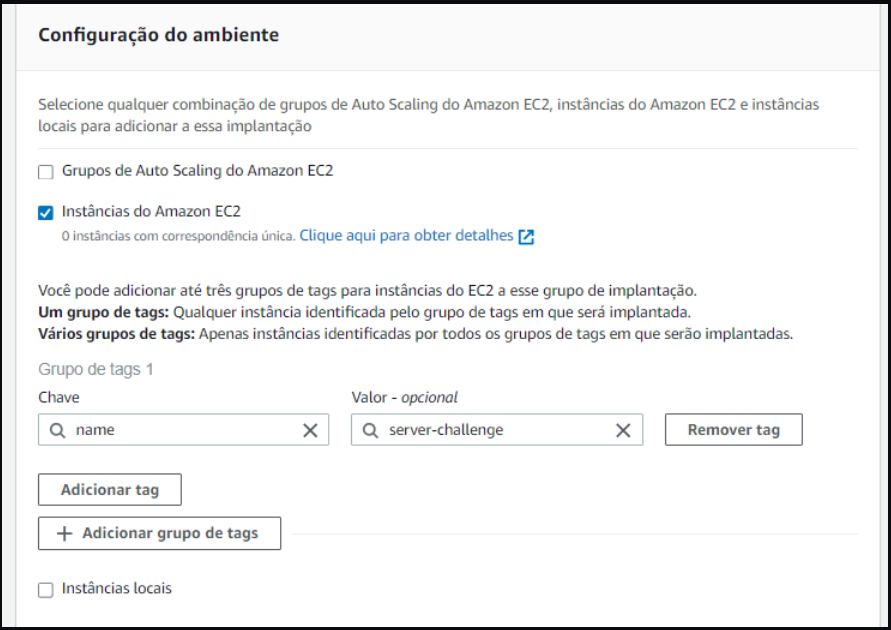 Configuração do ambiente
Selecione qualquer combinação de grupos de Auto Scaling do Amazon EC2, instâncias do Amazon EC2 e instâncias
locais para adicionar a essa implantação
Grupos de Auto Scaling do Amazon EC2
Instâncias do Amazon EC2
0 instâncias com correspondência única. Clique aqui para obter detalhes
Você pode adicionar até três grupos de tags para instâncias do EC2 a esse grupo de implantação.
Um grupo de tags: Qualquer instância identificada pelo grupo de tags em que será implantada.
Vários grupos de tags: Apenas instâncias identificadas por todos os grupos de tags em que serão implantadas.
Grupo de tags 1
Chave Valor - opcional
name server-challenge Remover tag
Adicionar tag
+ Adicionar grupo de tags
Instâncias locais